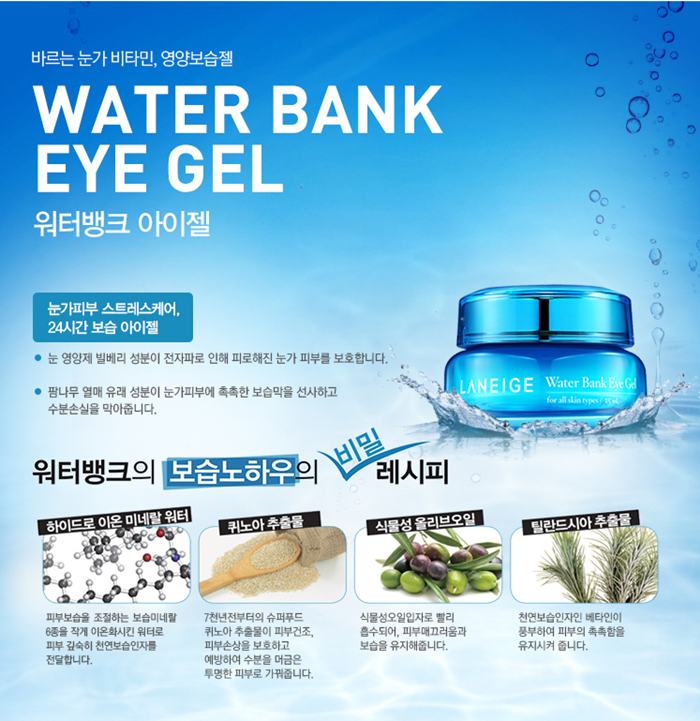 바르는 눈가 비타민, 영양보습젤
WATER BANK
EYE GEL
워터뱅크 아이젤
눈가피부 스트레스케어,
24시간 보습 아이젤
눈 영양제 빌베리 성분이 전자파로 인해 피로해진 눈가 피부를 보호합니다.
팜나무 열매 유래 성분이 눈가피부에 촉촉한 보습막을 선사하고
수분손실을 막아줍니다.
LANEIGE
Water Bank Eye Gel
for all skin types / 25 mL
워터뱅크의 보습노하우의 비밀 레시피
하이드로 이온 미네랄 워터
피부보습을 조절하는 보습미네랄
6종을 작게 이온화시킨 워터로
피부 깊숙히 천연보습인자를
전달합니다.
퀴노아 추출물
7천년전부터의 슈퍼푸드
퀴노아 추출물이 피부건조,
피부손상을 보호하고
예방하여 수분을 머금은
투명한 피부로 가꿔줍니다.
식물성 올리브오일
식물성오일입자로 빨리
흡수되어, 피부매끄러움과
보습을 유지해줍니다.
틸란드시아 추출물
천연보습인자인 베타인이
풍부하여 피부의 촉촉함을
유지시켜 줍니다.